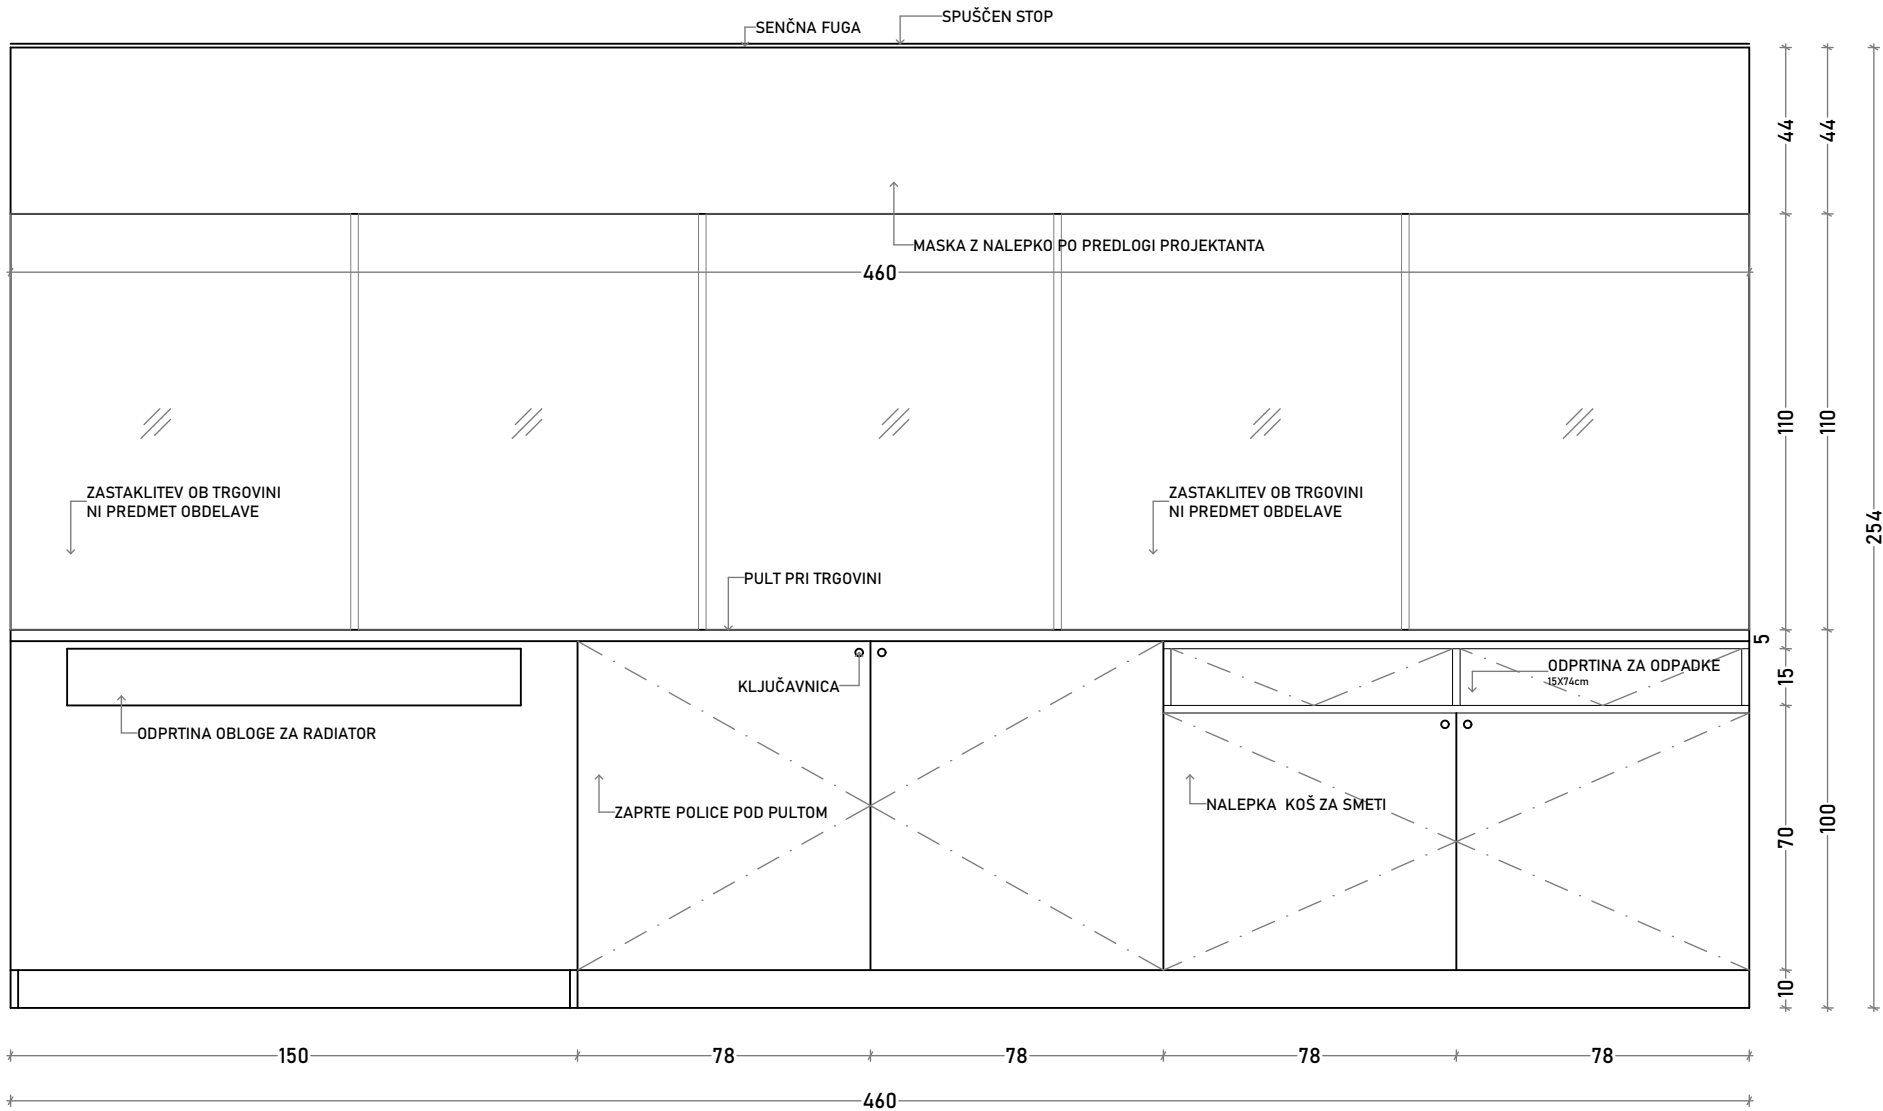 SPUŠČEN STOP
SENČNA FUGA
44
44
MASKA Z NALEPKO PO PREDLOGI PROJEKTANTA
460
110
110
ZASTAKLITEV OB TRGOVINI
NI PREDMET OBDELAVE
ZASTAKLITEV OB TRGOVINI
NI PREDMET OBDELAVE
254
PULT PRI TRGOVINI
5
ODPRTINA ZA ODPADKE
15X74cm
15
KLJUČAVNICA
ODPRTINA OBLOGE ZA RADIATOR
NALEPKA  KOŠ ZA SMETI
ZAPRTE POLICE POD PULTOM
70
100
10
150
78
78
78
78
460